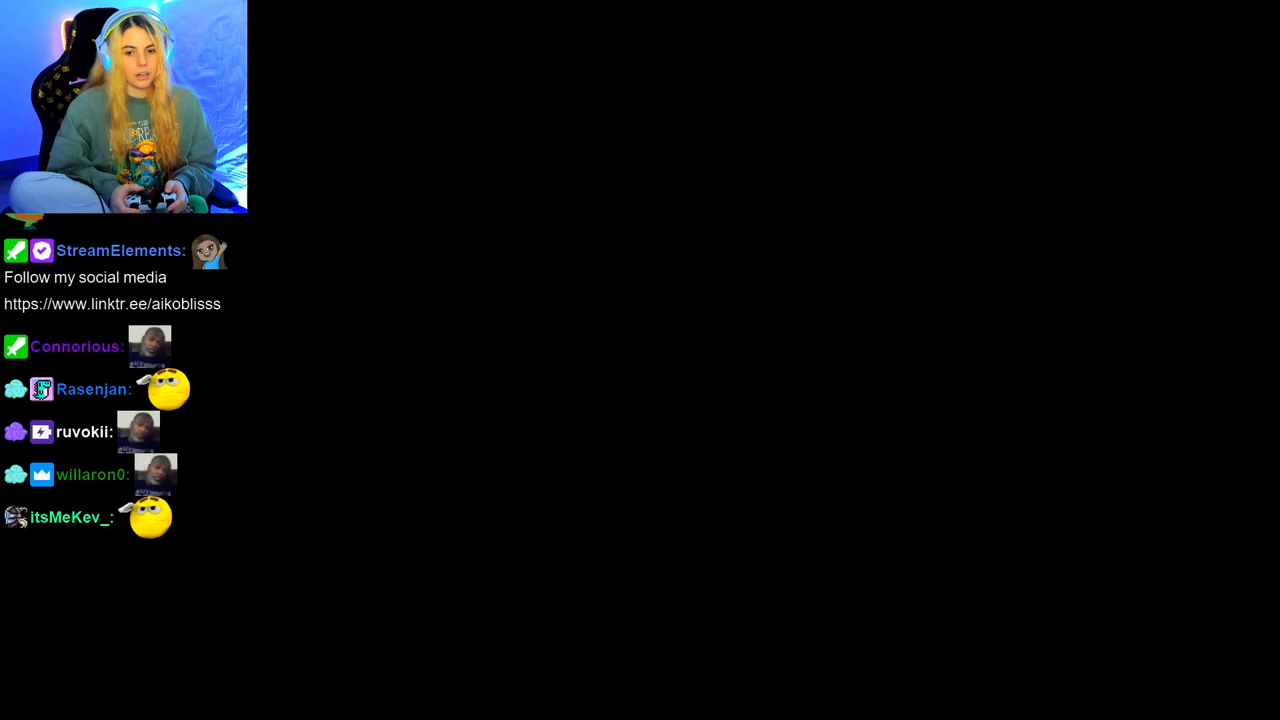 StreamElements:
Follow my social media
https://www.linktr.ee/aikoblisss
Connorious:
Rasenjan:
ruvokii:
willaron0:
itsMeKev_: